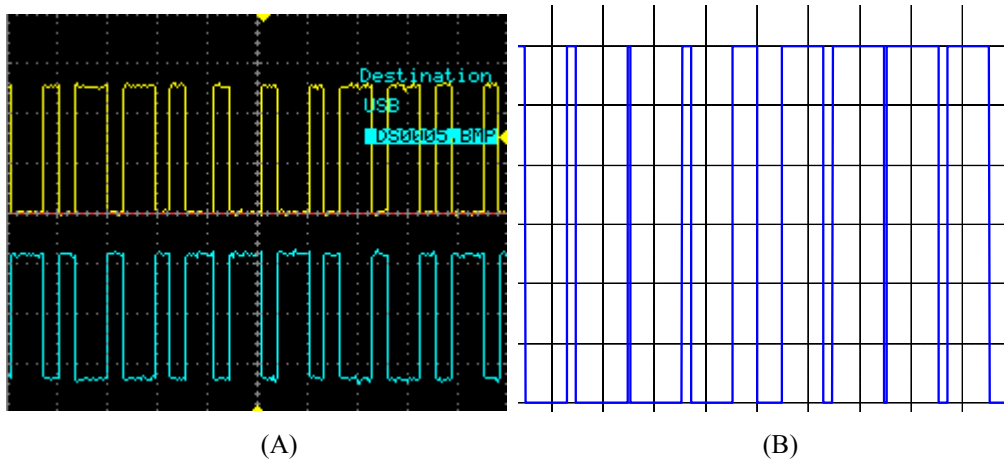 Destination
USB
DS0005.BMP
(A)
(B)